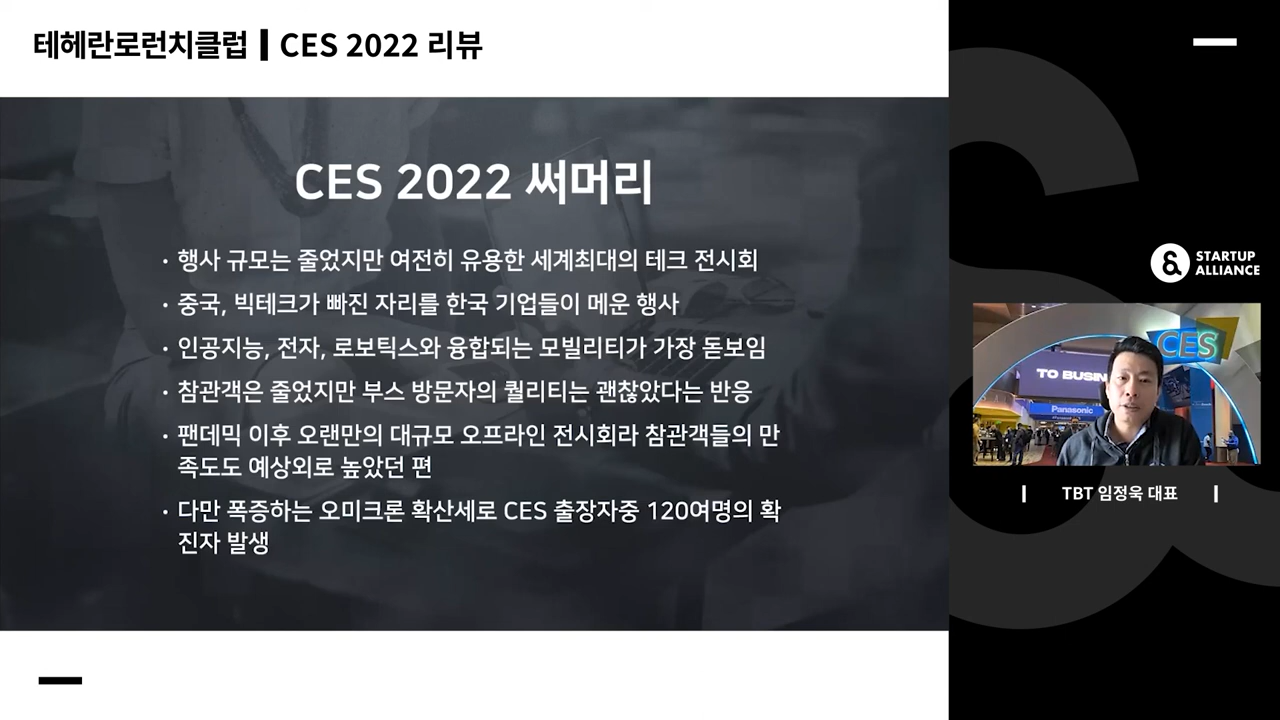 테헤란로런치클럽 | CES 2022 리뷰
CES 2022 써머리
• 행사 규모는 줄었지만 여전히 유용한 세계최대의 테크 전시회
• 중국, 빅테크가 빠진 자리를 한국 기업들이 메운 행사
• 인공지능, 전자, 로보틱스와 융합되는 모빌리티가 가장 돋보임
• 참관객은 줄었지만 부스 방문자의 퀄리티는 괜찮았다는 반응
• 팬데믹 이후 오랜만의 대규모 오프라인 전시회라 참관객들의 만
족도도 예상외로 높았던 편
• 다만 폭증하는 오미크론 확산세로 CES 출장자중 120여명의 확
진자 발생
STARTUP
ALLIANCE
CES
TO BUSIN
Panasonic
| TBT 임정욱 대표 |